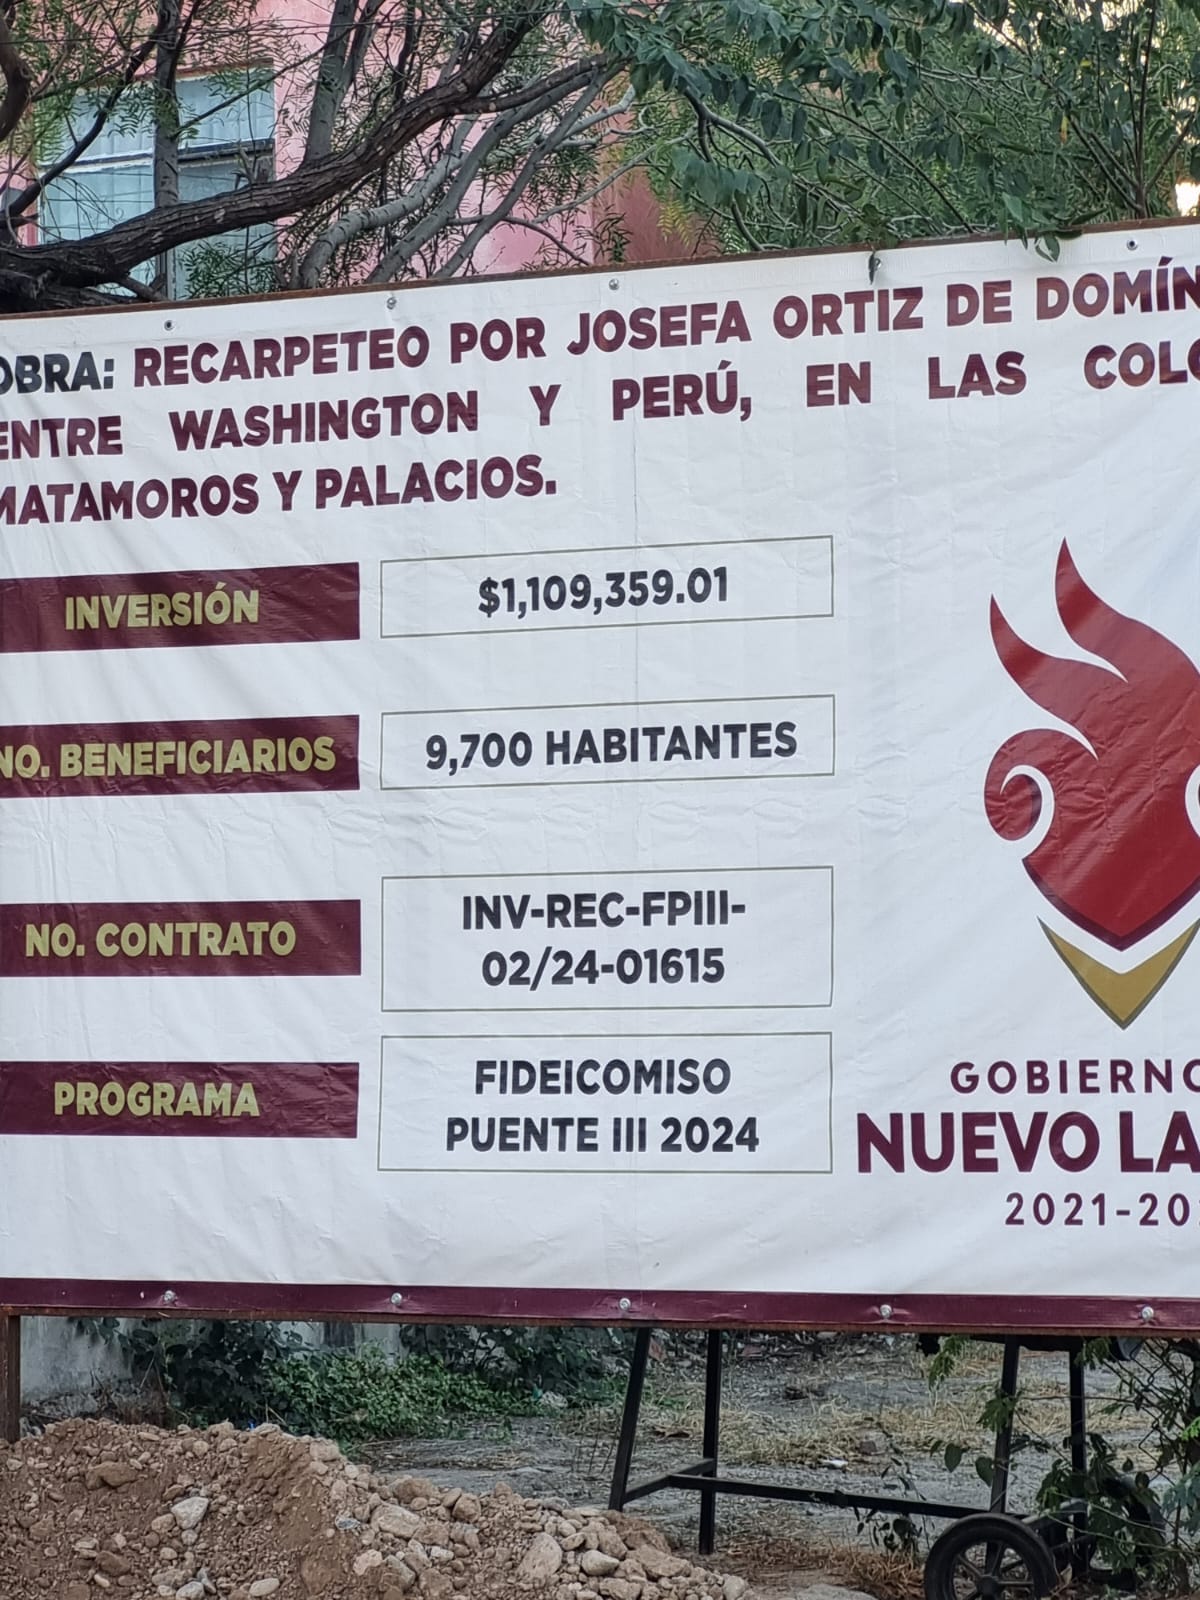 OBRA: RECARPETEO POR JOSEFA ORTIZ DE DOMÍN
ENTRE WASHINGTON Y PERÚ, EN LAS COLO
MATAMOROS Y PALACIOS.
INVERSIÓN
$1,109,359.01
NO. BENEFICIARIOS
9,700 HABITANTES
NO. CONTRATO
INV-REC-FPIII-
02/24-01615
PROGRAMA
FIDEICOMISO
PUENTE III 2024
GOBIERNO
NUEVO LA
2021-20